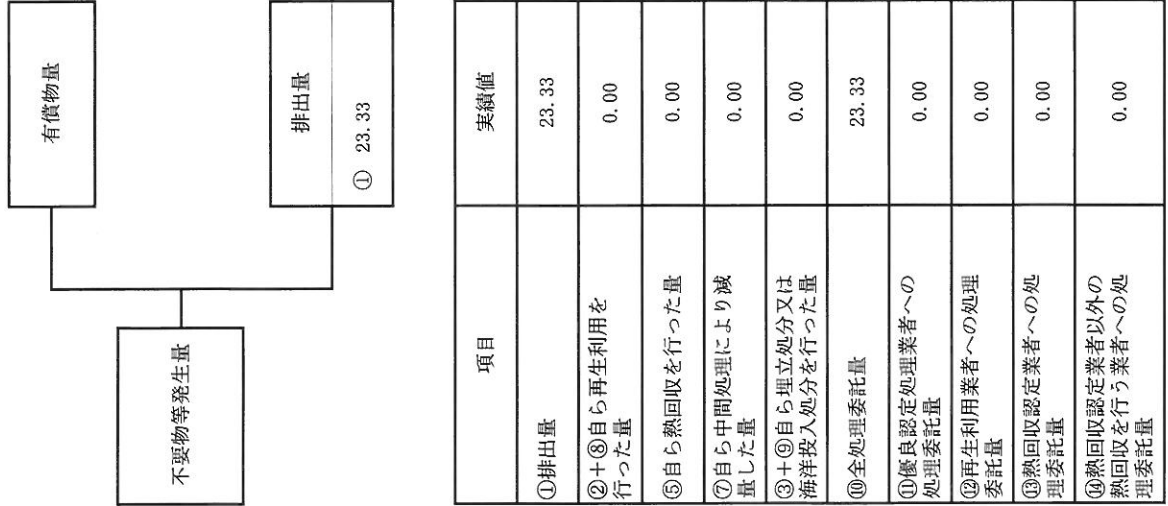 有償物量
不要物等発生量
排出量
① 23.33
項目
実績値
①排出量
23.33
②+⑧自ら再生利用を
行った量
0.00
⑤自ら熱回収を行った量
0.00
⑦自ら中間処理により減
量した量
0.00
③+⑨自ら埋立処分又は
海洋投入処分を行った量
0.00
⑩全処理委託量
23.33
⑪優良認定処理業者への
処理委託量
0.00
⑫再生利用業者への処理
委託量
0.00
⑬熱回収認定業者への処
理委託量
0.00
⑭熱回収認定業者以外の
熱回収を行う業者への処
理委託量
0.00